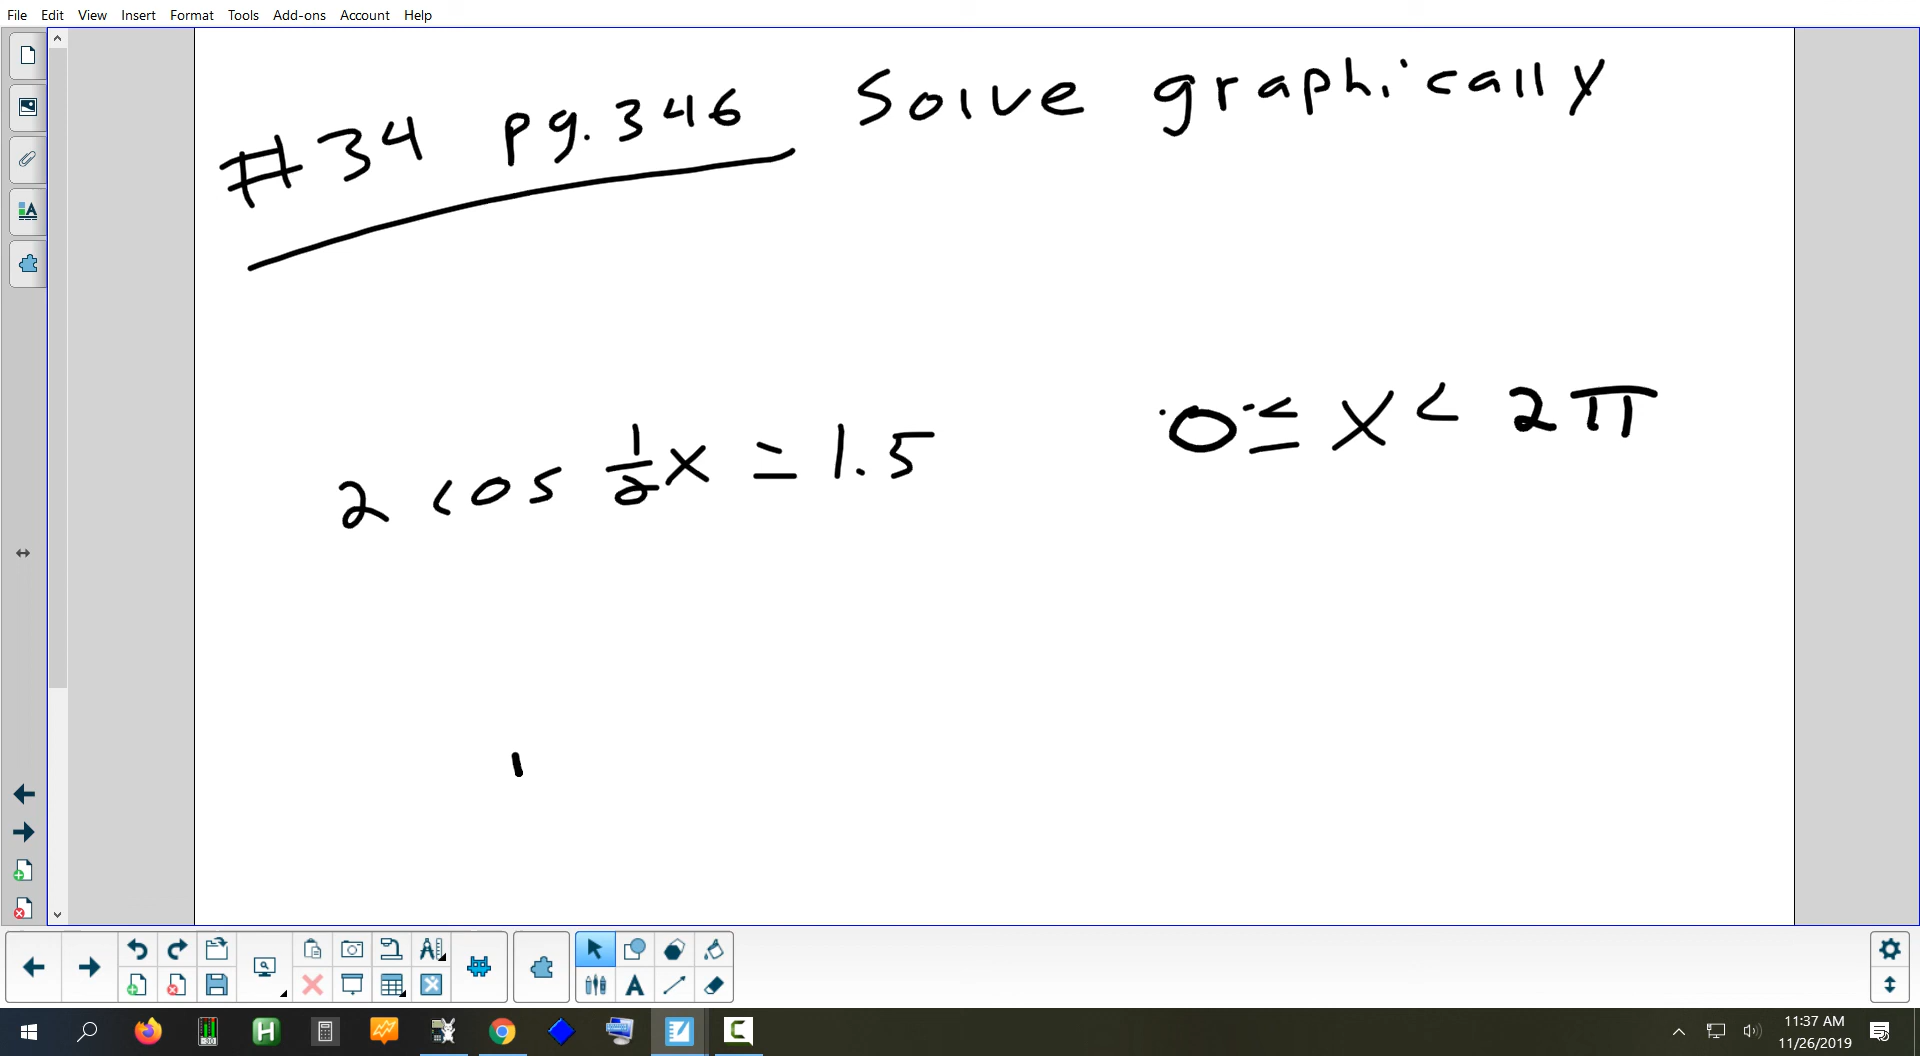 File Edit View Insert Format Tools Add-ons Account Help
#34 pg. 346 Solve graphically
2 cos 1/2 x = 1.5 0 ≤ x < 2π
11:37 AM
11/26/2019